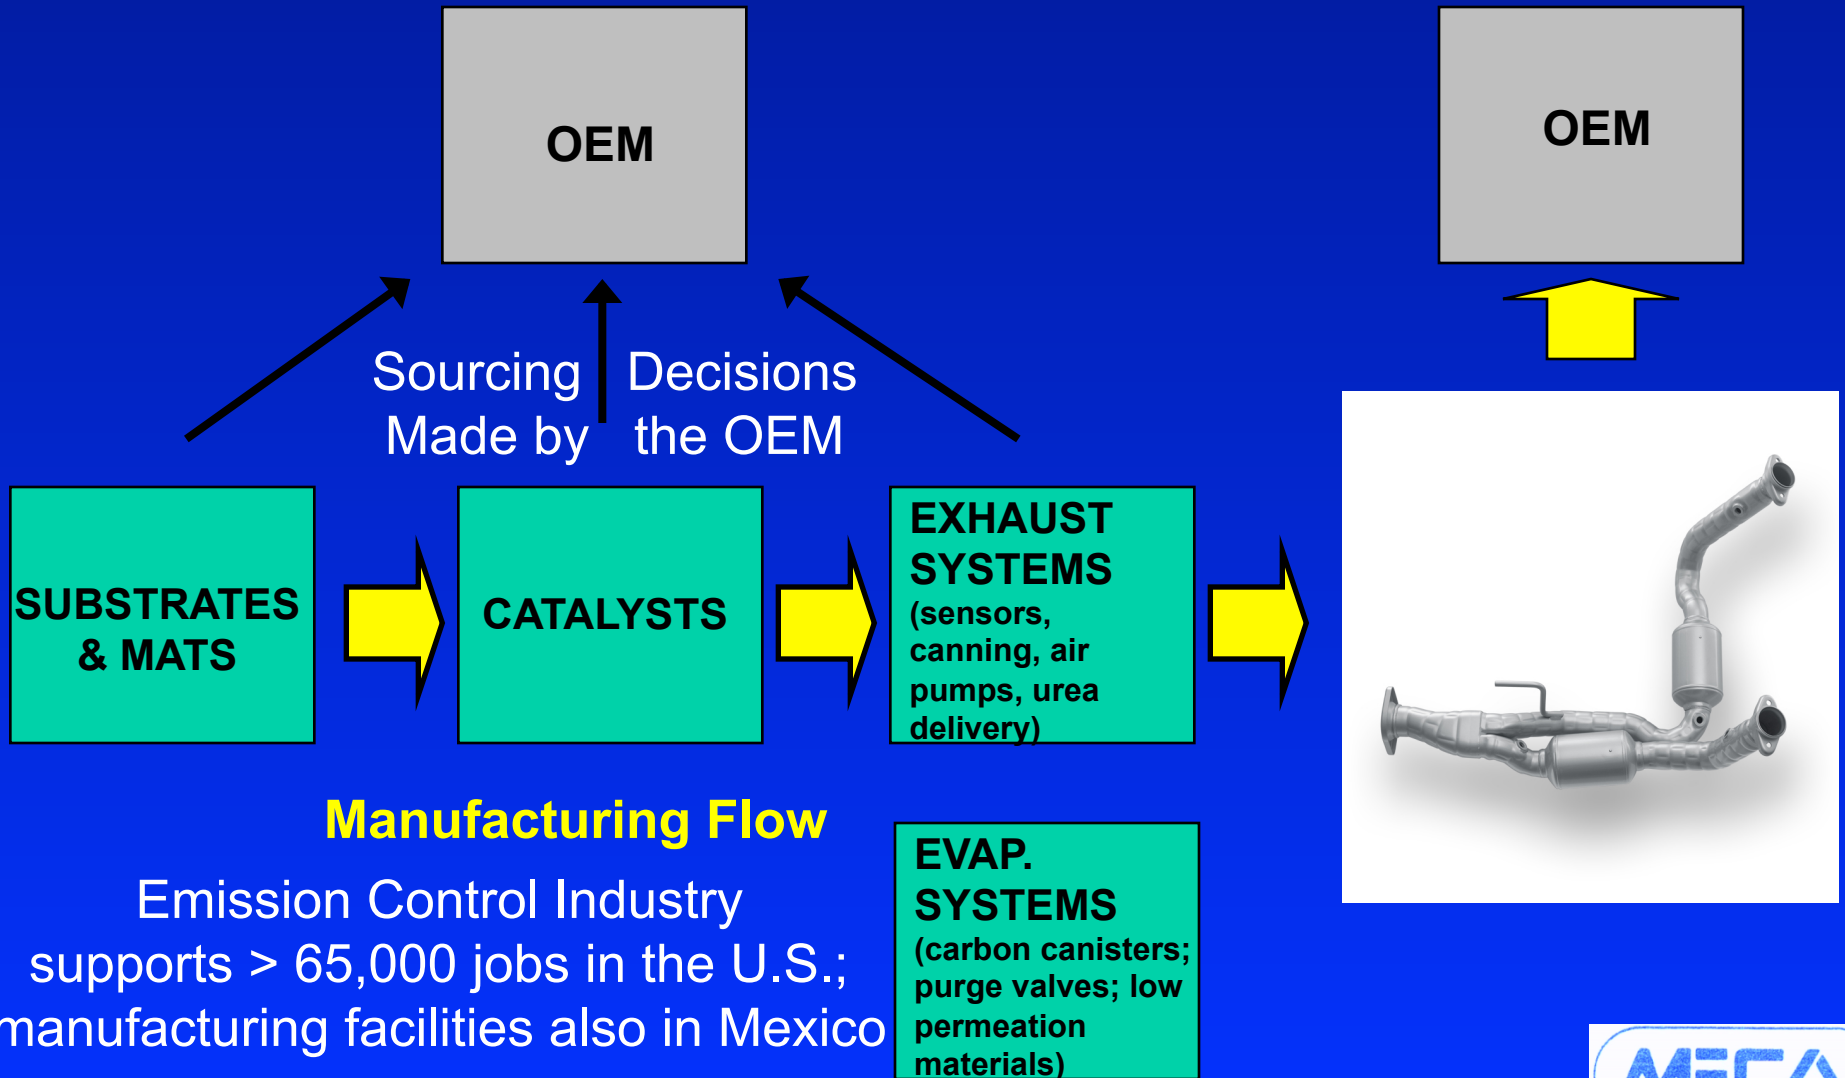 OEM
OEM
Sourcing Decisions
Made by the OEM
SUBSTRATES
& MATS
CATALYSTS
EXHAUST
SYSTEMS
(sensors,
canning, air
pumps, urea
delivery)
Manufacturing Flow
Emission Control Industry
supports > 65,000 jobs in the U.S.;
manufacturing facilities also in Mexico
EVAP.
SYSTEMS
(carbon canisters;
purge valves; low
permeation
materials)
MECA